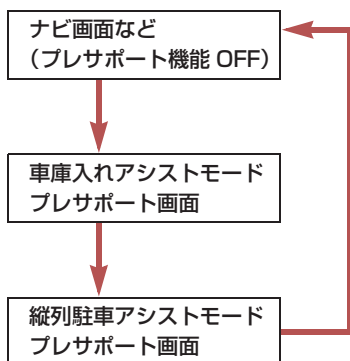 ナビ画面など
（プレサポート機能 OFF）
車庫入れアシストモード
プレサポート画面
縦列駐車アシストモード
プレサポート画面